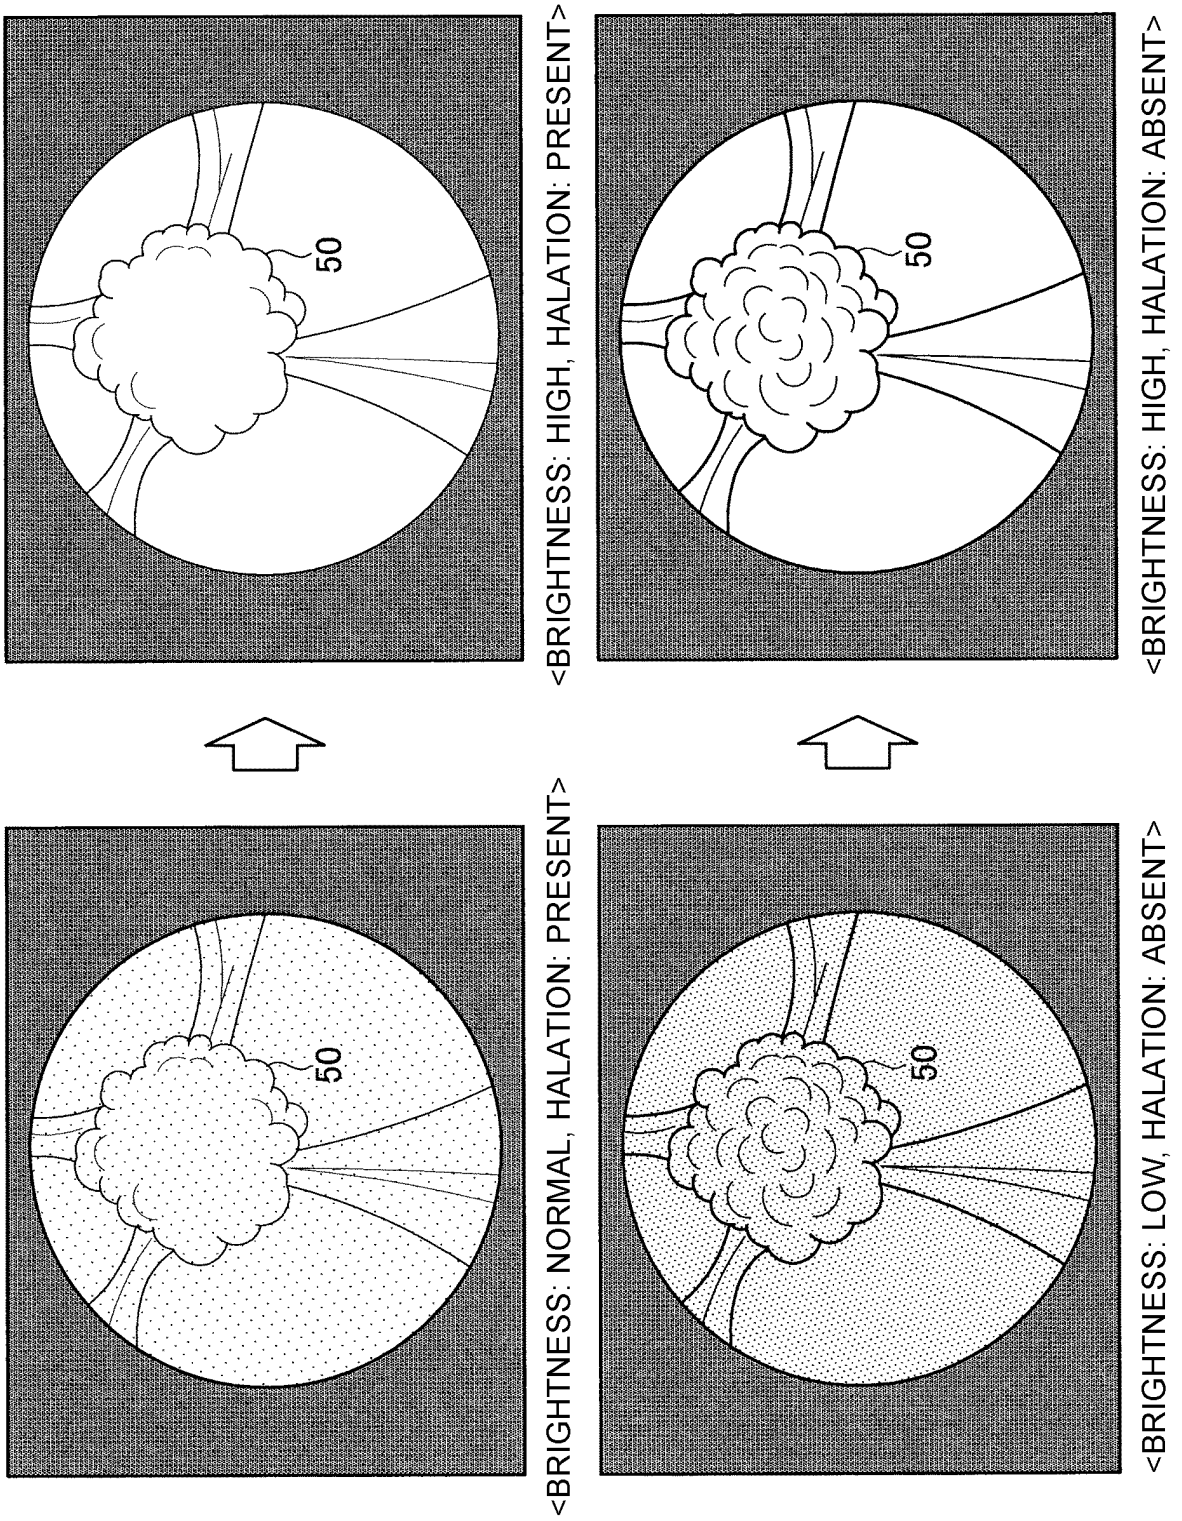 50
<BRIGHTNESS: NORMAL, HALATION: PRESENT>
50
<BRIGHTNESS: HIGH, HALATION: PRESENT>
50
<BRIGHTNESS: LOW, HALATION: ABSENT>
50
<BRIGHTNESS: HIGH, HALATION: ABSENT>